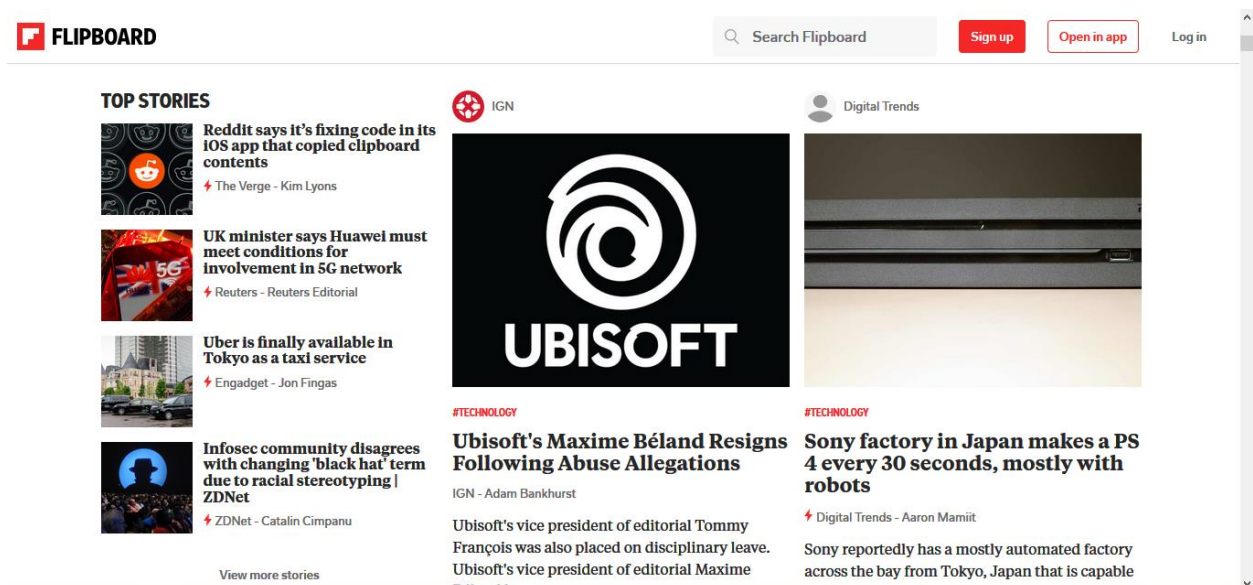 FLIPBOARD
Search Flipboard
Sign up
Open in app
Log in
TOP STORIES
Reddit says it’s fixing code in its
iOS app that copied clipboard
contents
The Verge - Kim Lyons
UK minister says Huawei must
meet conditions for
involvement in 5G network
5G
Reuters - Reuters Editorial
Uber is finally available in
Tokyo as a taxi service
Engadget - Jon Fingas
Infosec community disagrees
with changing 'black hat' term
due to racial stereotyping |
ZDNet
ZDNet - Catalin Cimpanu
View more stories
IGN
UBISOFT
#TECHNOLOGY
Ubisoft's Maxime Béland Resigns
Following Abuse Allegations
IGN - Adam Bankhurst
Ubisoft's vice president of editorial Tommy
François was also placed on disciplinary leave.
Ubisoft's vice president of editorial Maxime
Digital Trends
#TECHNOLOGY
Sony factory in Japan makes a PS
4 every 30 seconds, mostly with
robots
Digital Trends - Aaron Mamiit
Sony reportedly has a mostly automated factory
across the bay from Tokyo, Japan that is capable